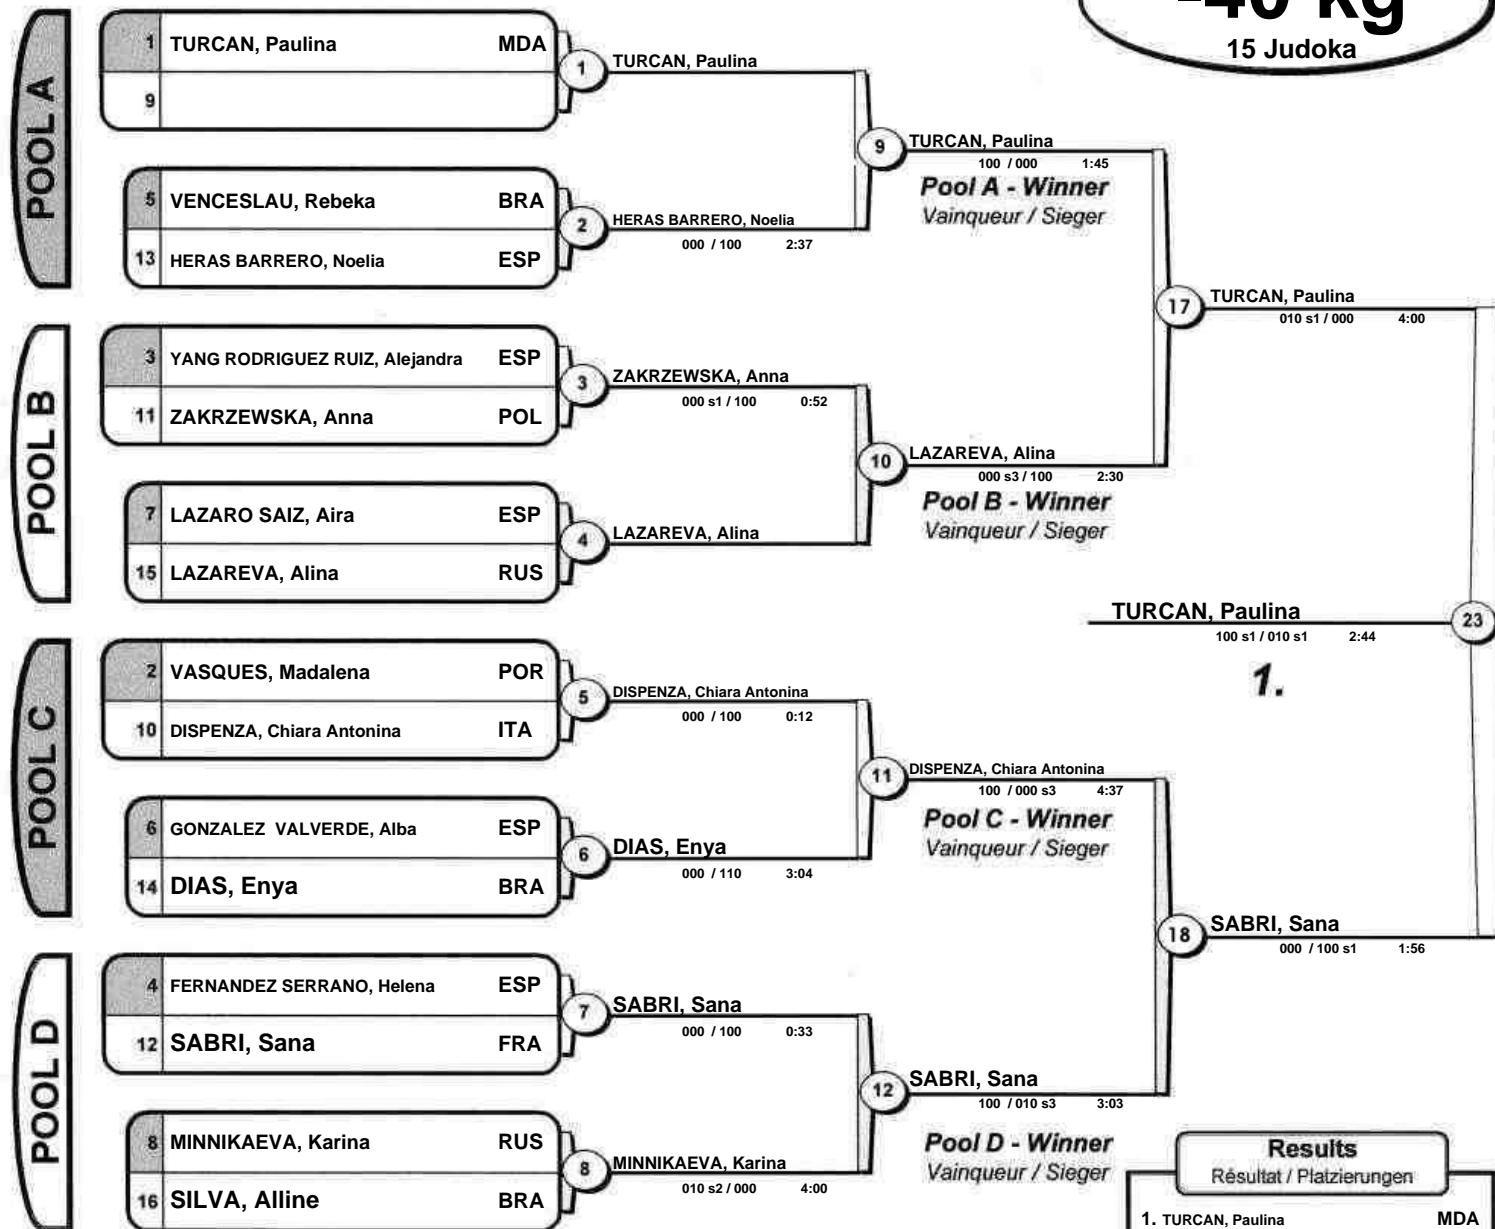 -40 kg
15 Judoka
POOL A
1 TURCAN, Paulina MDA
9
1 TURCAN, Paulina
5 VENCESLAU, Rebeka BRA
13 HERAS BARRERO, Noelia ESP
2 HERAS BARRERO, Noelia
000 / 100 2:37
9 TURCAN, Paulina
100 / 000 1:45
Pool A - Winner
Vainqueur / Sieger
POOL B
3 YANG RODRIGUEZ RUIZ, Alejandra ESP
11 ZAKRZEWSKA, Anna POL
3 ZAKRZEWSKA, Anna
000 s1 / 100 0:52
7 LAZARO SAIZ, Aira ESP
15 LAZAREVA, Alina RUS
4 LAZAREVA, Alina
10 LAZAREVA, Alina
000 s3 / 100 2:30
Pool B - Winner
Vainqueur / Sieger
17 TURCAN, Paulina
010 s1 / 000 4:00
POOL C
2 VASQUES, Madalena POR
10 DISPENZA, Chiara Antonina ITA
5 DISPENZA, Chiara Antonina
000 / 100 0:12
6 GONZALEZ VALVERDE, Alba ESP
14 DIAS, Enya BRA
6 DIAS, Enya
000 / 110 3:04
11 DISPENZA, Chiara Antonina
100 / 000 s3 4:37
Pool C - Winner
Vainqueur / Sieger
POOL D
4 FERNANDEZ SERRANO, Helena ESP
12 SABRI, Sana FRA
7 SABRI, Sana
000 / 100 0:33
8 MINNIKAEVA, Karina RUS
16 SILVA, Alline BRA
8 MINNIKAEVA, Karina
010 s2 / 000 4:00
12 SABRI, Sana
100 / 010 s3 3:03
Pool D - Winner
Vainqueur / Sieger
18 SABRI, Sana
000 / 100 s1 1:56
TURCAN, Paulina 23
100 s1 / 010 s1 2:44
1.
Results
Résultat / Platzierungen
1. TURCAN, Paulina MDA